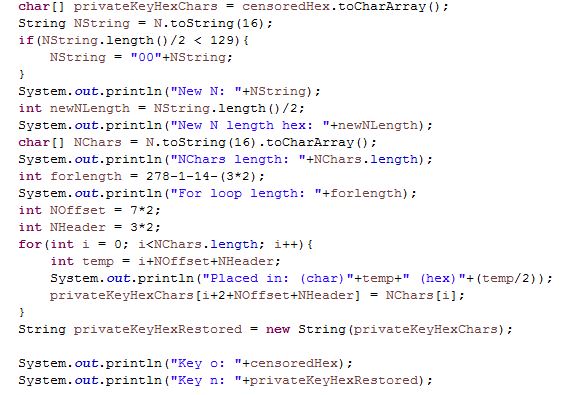 char[] privateKeyHexChars = censoredHex.toCharArray();
String NString = N.toString(16);
if(NString.length()/2 < 129){
    NString = "00"+NString;
}
System.out.println("New N: "+NString);
int newNLength = NString.length()/2;
System.out.println("New N length hex: "+newNLength);
char[] NChars = N.toString(16).toCharArray();
System.out.println("NChars length: "+NChars.length);
int forlength = 278-1-14-(3*2);
System.out.println("For loop length: "+forlength);
int NOffset = 7*2;
int NHeader = 3*2;
for(int i = 0; i<NChars.length; i++){
    int temp = i+NOffset+NHeader;
    System.out.println("Placed in: (char)"+temp+" (hex)"+(temp/2));
    privateKeyHexChars[i+2+NOffset+NHeader] = NChars[i];
}
String privateKeyHexRestored = new String(privateKeyHexChars);

System.out.println("Key o: "+censoredHex);
System.out.println("Key n: "+privateKeyHexRestored);